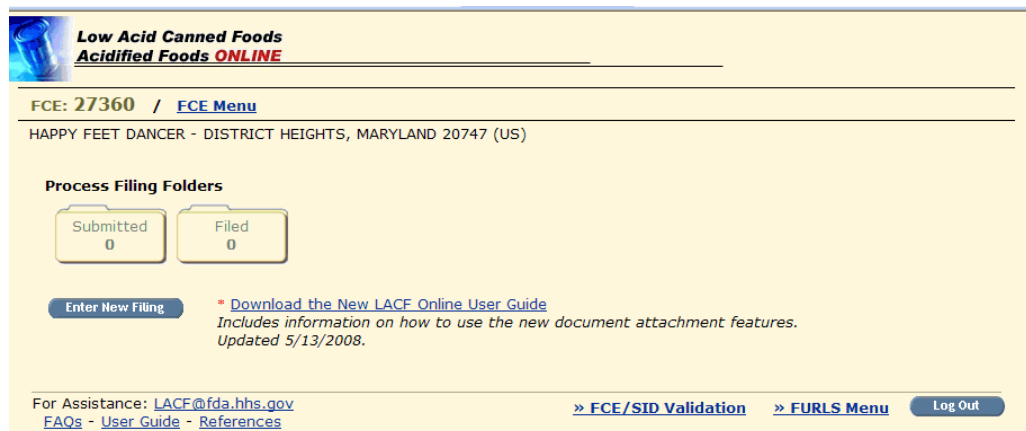 Low Acid Canned Foods
Acidified Foods ONLINE
FCE: 27360 / FCE Menu
HAPPY FEET DANCER - DISTRICT HEIGHTS, MARYLAND 20747 (US)
Process Filing Folders
Submitted
0
Filed
0
Enter New Filing
* Download the New LACF Online User Guide
Includes information on how to use the new document attachment features.
Updated 5/13/2008.
For Assistance: LACF@fda.hhs.gov
FAQs - User Guide - References
» FCE/SID Validation
» FURLS Menu
Log Out